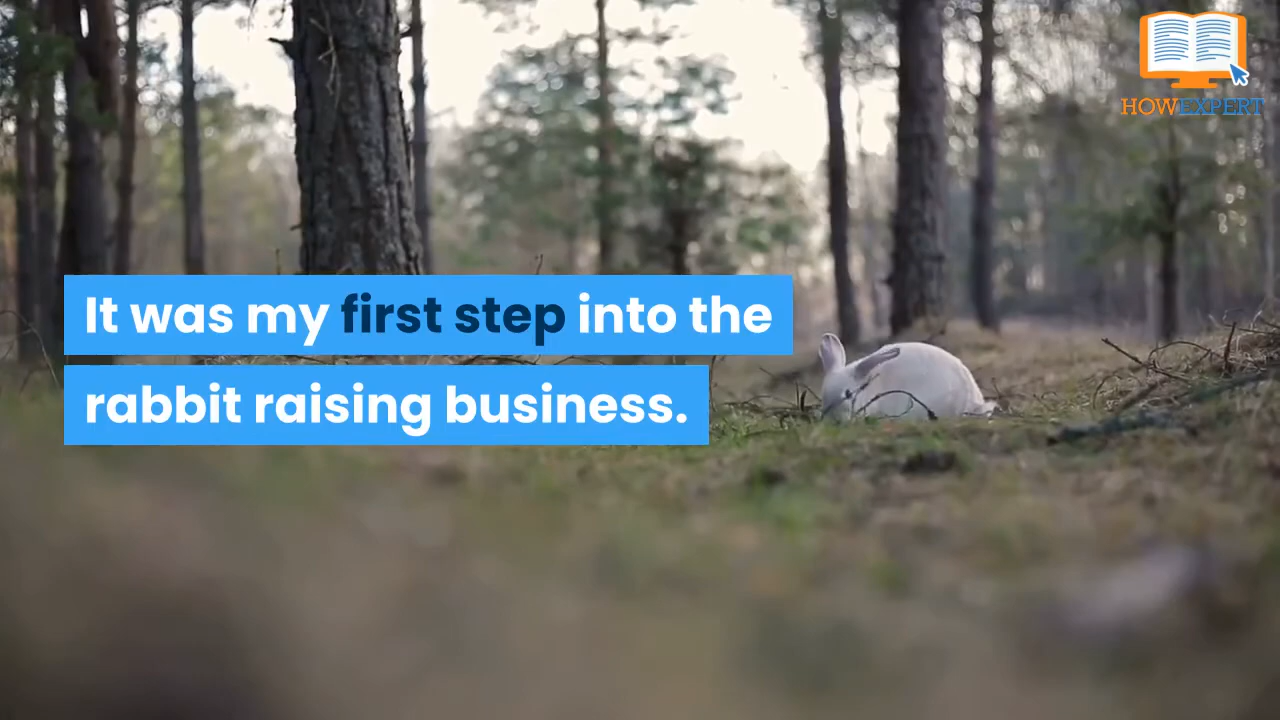 HOWEXPERT
It was my first step into the
rabbit raising business.